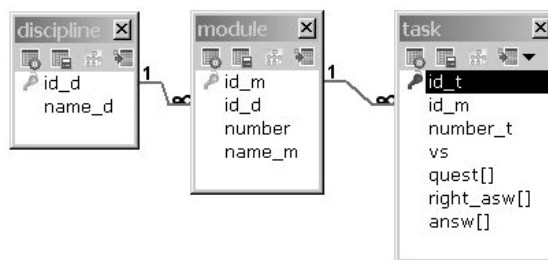 discipline
id_d
name_d
1
∞
module
id_m
id_d
number
name_m
1
∞
task
id_t
id_m
number_t
vs
quest[]
right_asw[]
answ[]